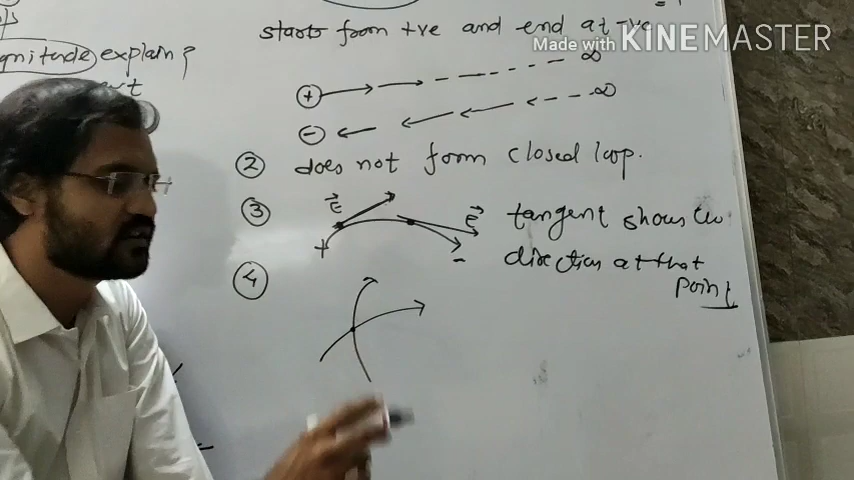 = 1
starts from +ve and end at -ve
Made with KINEMASTER
gnitude explain ?
+ ∞
- ∞
② does not form closed loop.
③ E⃗ E⃗ tangent shows
+ - direction at that
point
④